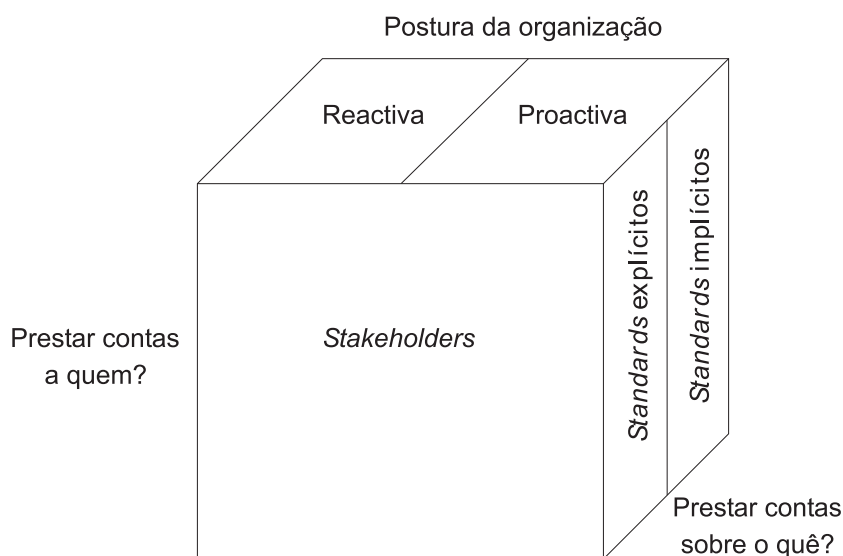 Postura da organização
Reactiva
Proactiva
Standards explícitos
Standards implícitos
Prestar contas
a quem?
Stakeholders
Prestar contas
sobre o quê?